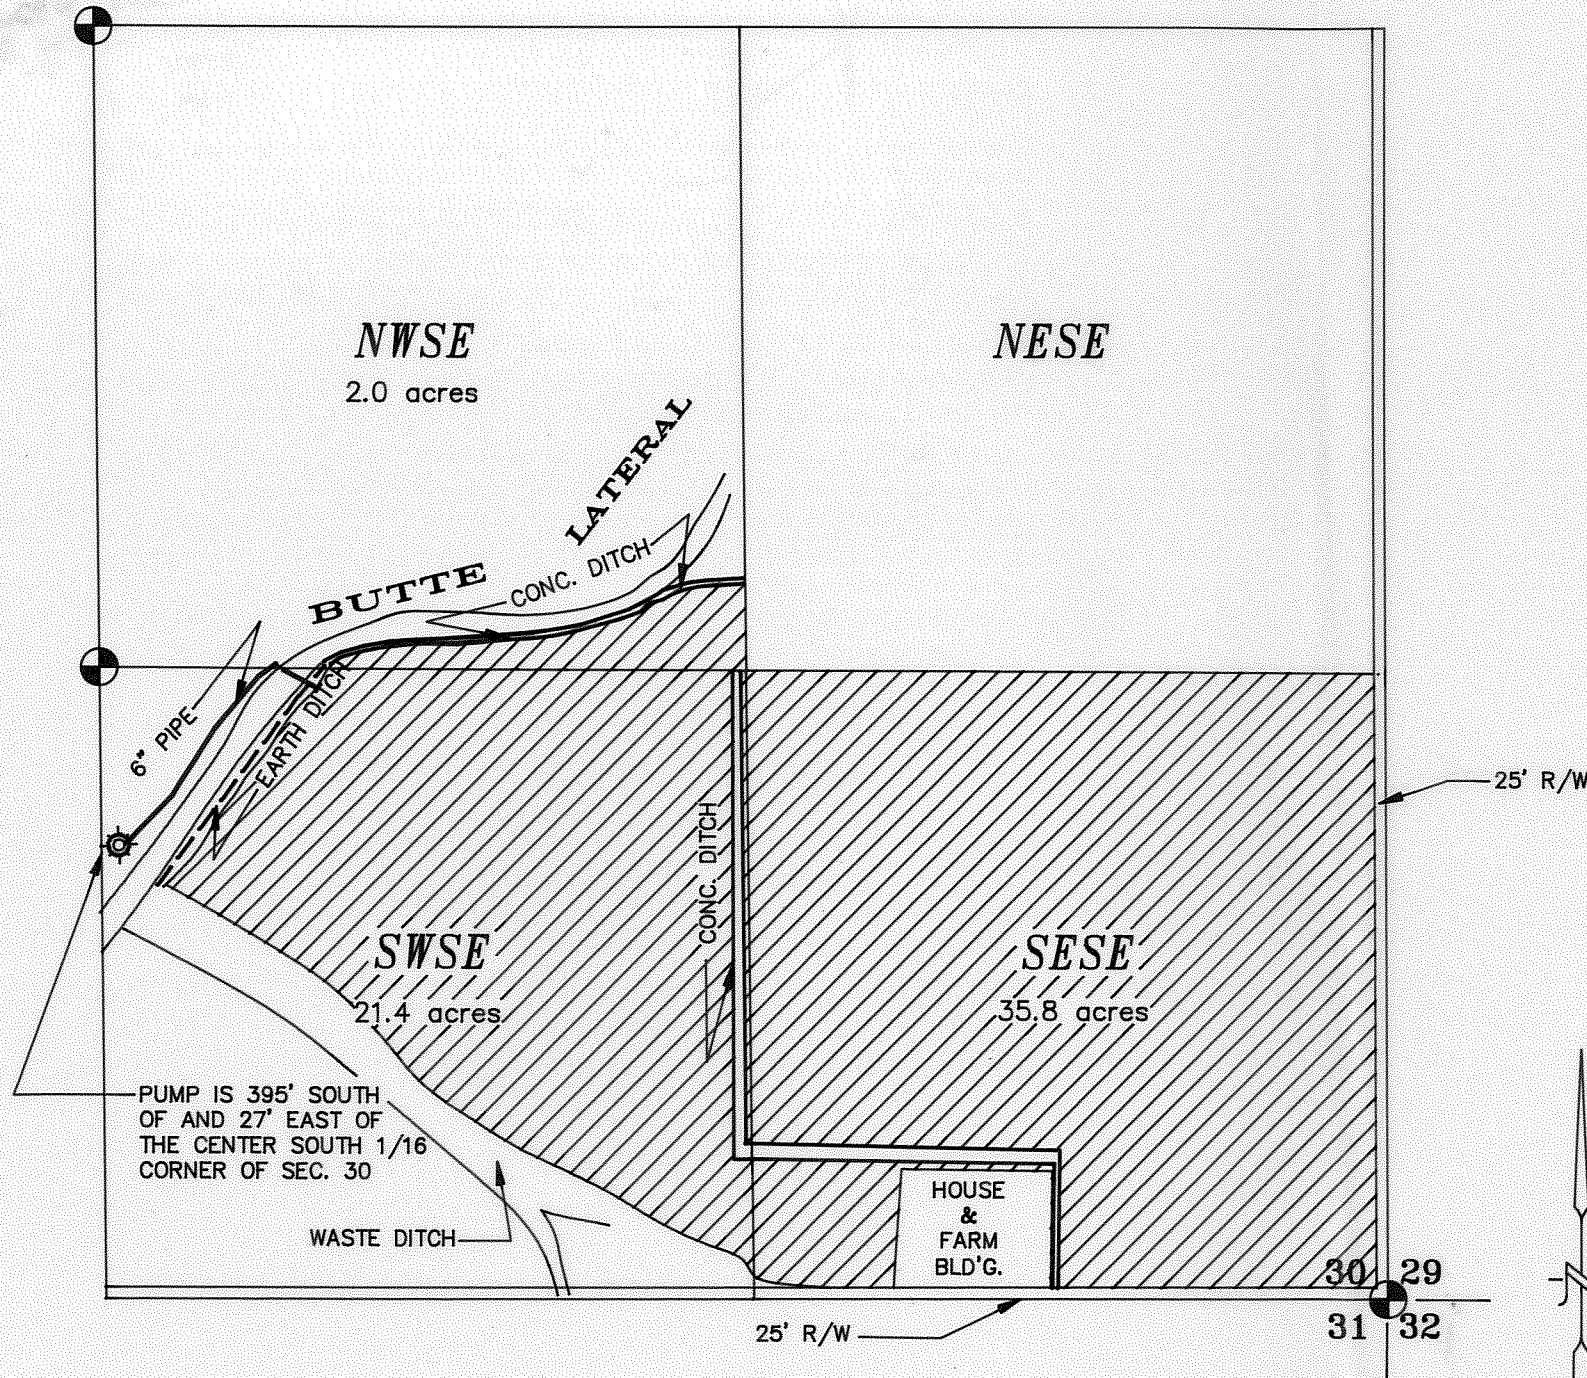 NWSE
2.0 acres
NESE
BUTTE LATERAL
CONC. DITCH
6" PIPE
EARTH DITCH
CONC. DITCH
25' R/W
SWSE
21.4 acres
SESE
35.8 acres
PUMP IS 395' SOUTH
OF AND 27' EAST OF
THE CENTER SOUTH 1/16
CORNER OF SEC. 30
WASTE DITCH
HOUSE
&
FARM
BLD'G.
30 29
31 32
25' R/W